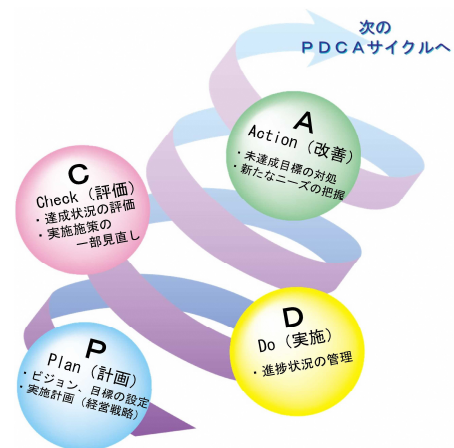 次の
ＰＤＣＡサイクルへ
A
Action（改善）
・未達成目標の対処
・新たなニーズの把握
C
Check（評価）
・達成状況の評価
・実施施策の
一部見直し
D
Do（実施）
・進捗状況の管理
P
Plan（計画）
・ビジョン、目標の設定
・実施計画（経営戦略）